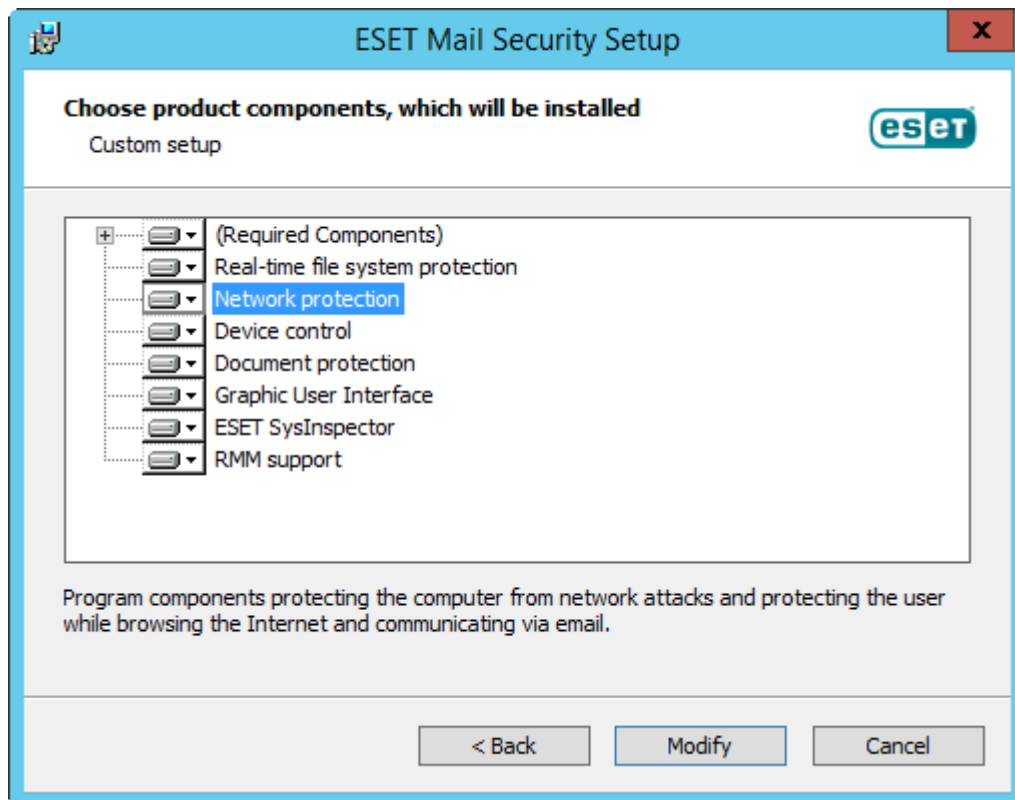 ESET Mail Security Setup
x
Choose product components, which will be installed
Custom setup
eset
(Required Components)
Real-time file system protection
Network protection
Device control
Document protection
Graphic User Interface
ESET SysInspector
RMM support
Program components protecting the computer from network attacks and protecting the user
while browsing the Internet and communicating via email.
< Back
Modify
Cancel